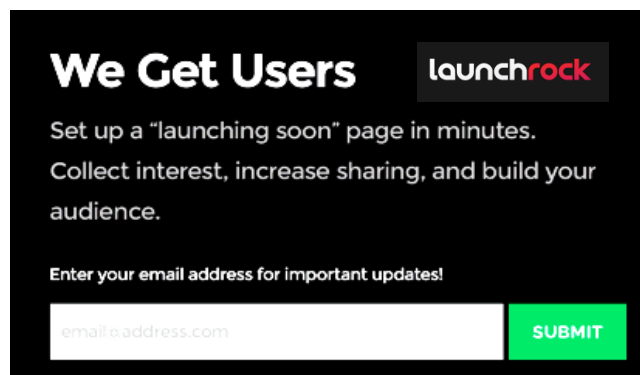 We Get Users
launchrock
Set up a “launching soon” page in minutes.
Collect interest, increase sharing, and build your
audience.
Enter your email address for important updates!
email@address.com
SUBMIT